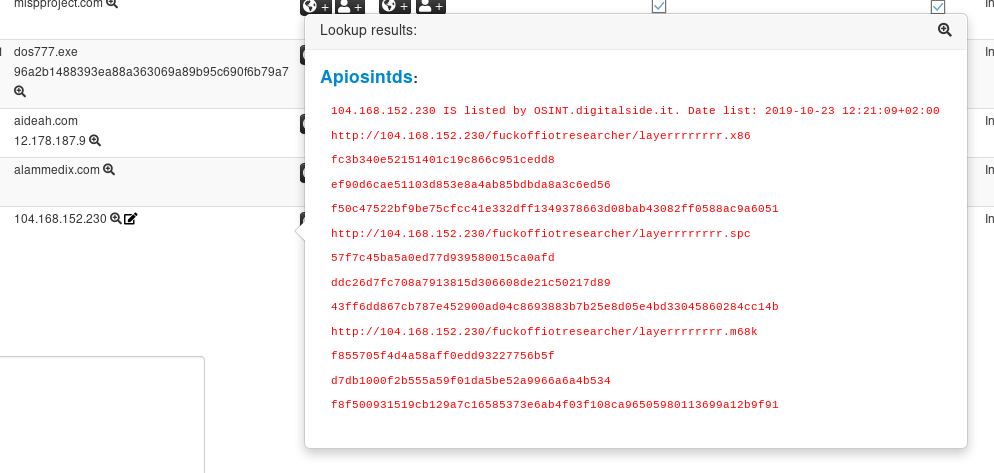 mispproject.com
+ + + +
In
Lookup results:
dos777.exe
96a2b1488393ea88a363069a89b95c690f6b79a7
In
Apiosintds:
104.168.152.230 IS listed by OSINT.digitalside.it. Date list: 2019-10-23 12:21:09+02:00
aideah.com
In
http://104.168.152.230/fuckoffiotresearcher/layerrrrrrrr.x86
12.178.187.9
fc3b340e52151401c19c866c951cedd8
alammedix.com
In
ef90d6cae51103d853e8a4ab85bdbda8a3c6ed56
f50c47522bf9be75cfcc41e332dff1349378663d08bab43082ff0588ac9a6051
104.168.152.230
In
http://104.168.152.230/fuckoffiotresearcher/layerrrrrrrr.spc
57f7c45ba5a0ed77d939580015ca0afd
ddc26d7fc708a7913815d306608de21c50217d89
43ff6dd867cb787e452900ad04c8693883b7b25e8d05e4bd33045860284cc14b
http://104.168.152.230/fuckoffiotresearcher/layerrrrrrrr.m68k
f855705f4d4a58aff0edd93227756b5f
d7db1000f2b555a59f01da5be52a9966a6a4b534
f8f500931519cb129a7c16585373e6ab4f03f108ca96505980113699a12b9f91